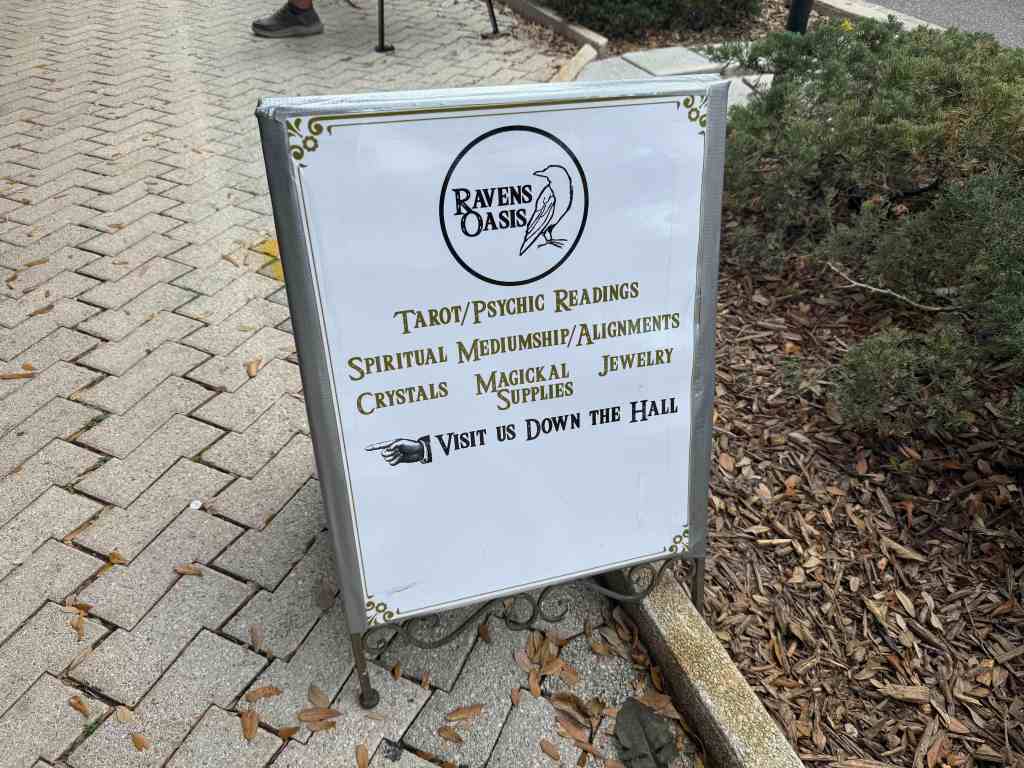 Ravens
Oasis
Tarot/Psychic Readings
Spiritual Mediumship/Alignments
Crystals Magickal Supplies Jewelry
Visit us Down the Hall